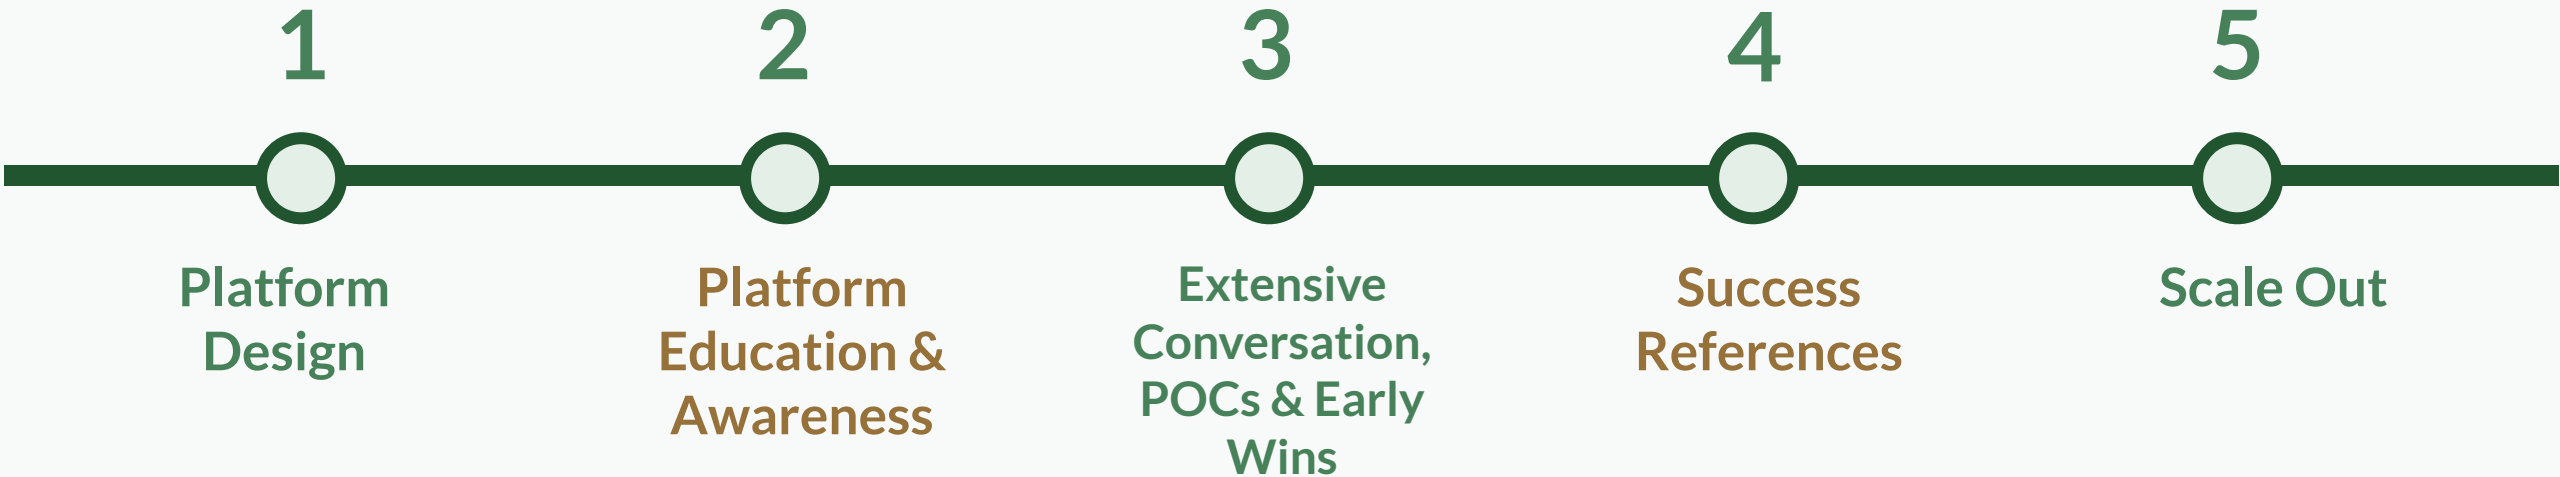 1
2
3
4
5
Platform
Design
Platform
Education &
Awareness
Extensive
Conversation,
POCs & Early
Wins
Success
References
Scale Out